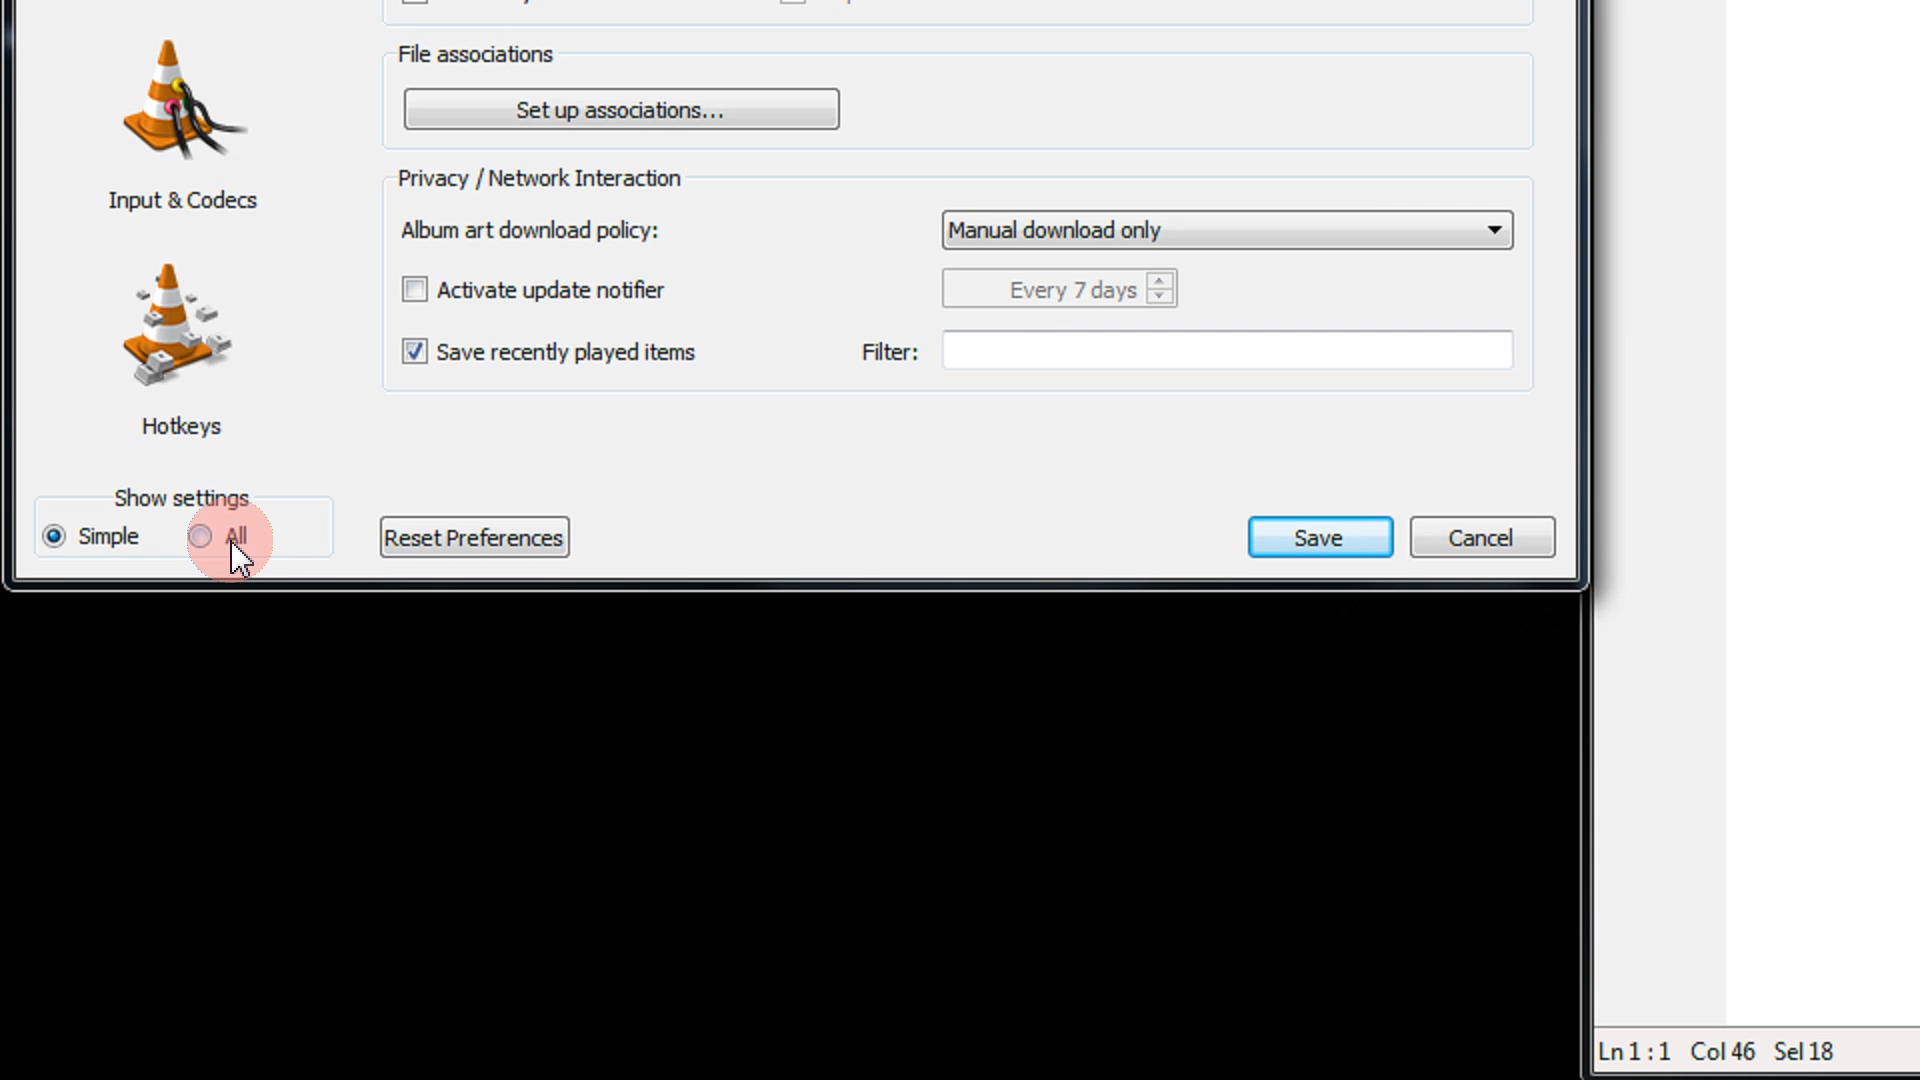 File associations
Set up associations...
Input & Codecs
Privacy / Network Interaction
Album art download policy:
Manual download only
Activate update notifier
Every 7 days
Save recently played items
Filter:
Hotkeys
Show settings
Simple
All
Reset Preferences
Save
Cancel
Ln 1 : 1 Col 46 Sel 18